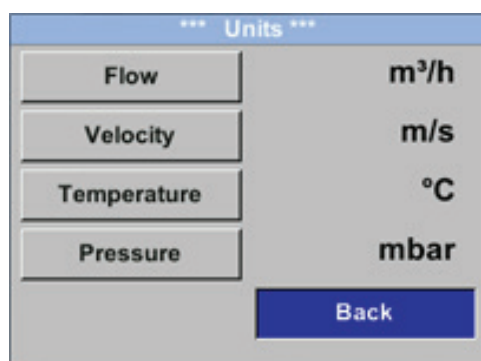 *** Units ***
Flow m³/h
Velocity m/s
Temperature °C
Pressure mbar
Back